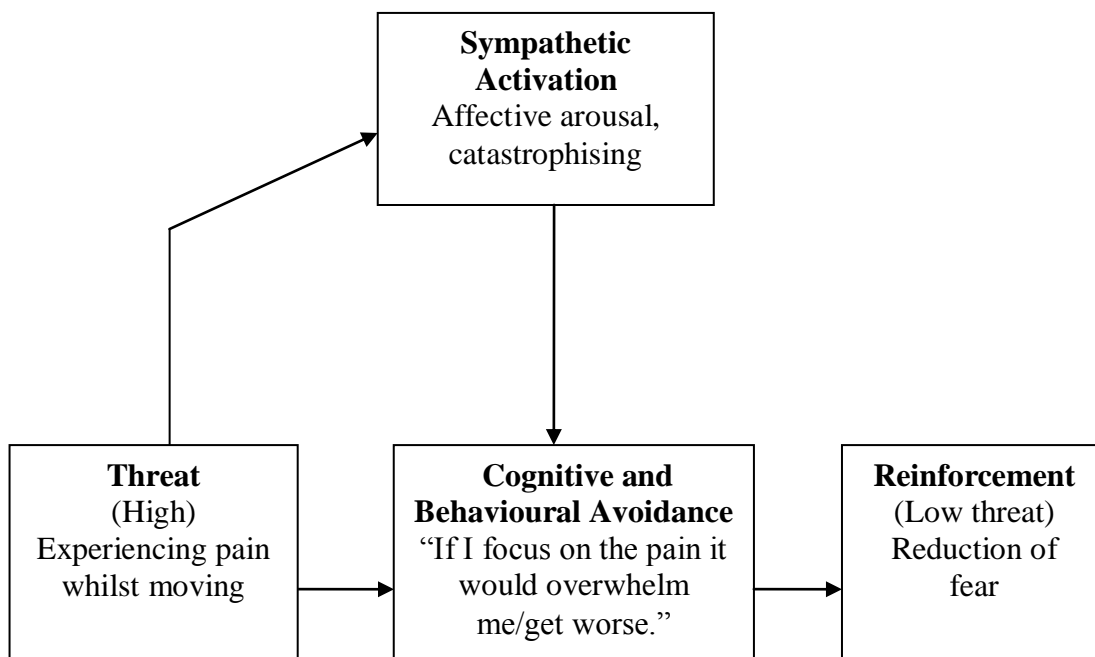 Sympathetic
Activation
Affective arousal,
catastrophising
Threat
(High)
Experiencing pain
whilst moving
Cognitive and
Behavioural Avoidance
“If I focus on the pain it
would overwhelm
me/get worse.”
Reinforcement
(Low threat)
Reduction of
fear